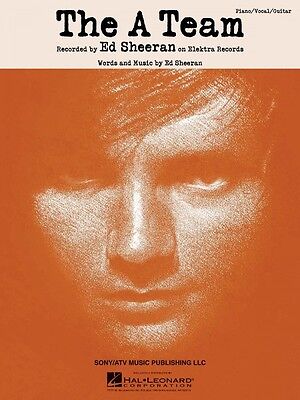 Piano/Vocal/Guitar
The A Team
Recorded by Ed Sheeran on Elektra Records
Words and Music by Ed Sheeran
SONY/ATV MUSIC PUBLISHING LLC
HAL•LEONARD®
CORPORATION